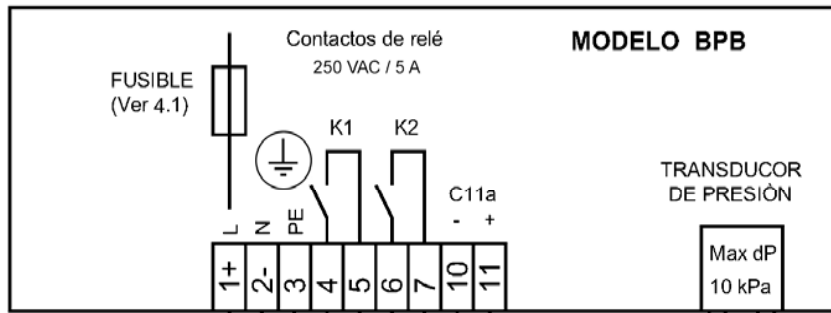 Contactos de relé
250 VAC / 5 A
MODELO BPB
FUSIBLE
(Ver 4.1)
K1
K2
TRANSDUCOR
DE PRESIÒN
C11a
- +
L
N
PE
1+ 2- 3 4 5 6 7 10 11
Max dP
10 kPa